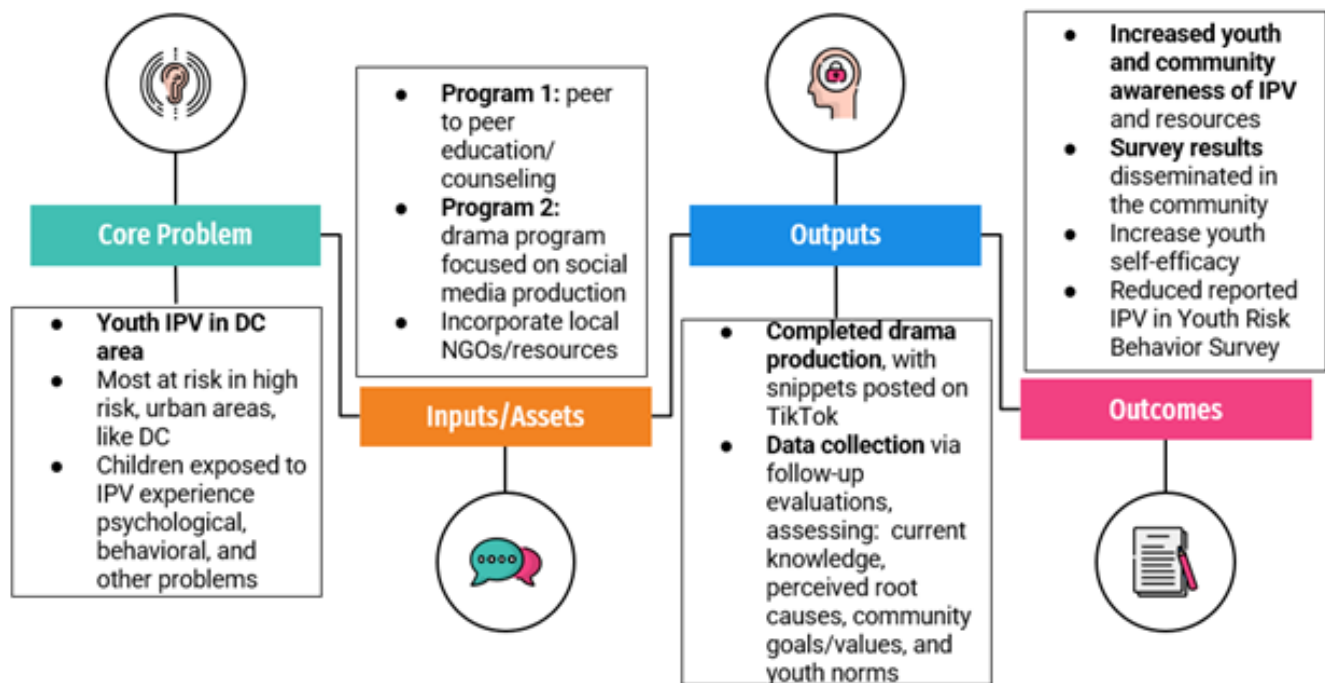 Core Problem
● Youth IPV in DC
area
● Most at risk in high
risk, urban areas,
like DC
● Children exposed to
IPV experience
psychological,
behavioral, and
other problems
● Program 1: peer
to peer
education/
counseling
● Program 2:
drama program
focused on social
media production
● Incorporate local
NGOs/resources
Inputs/Assets
Outputs
● Completed drama
production, with
snippets posted on
TikTok
● Data collection via
follow-up
evaluations,
assessing: current
knowledge,
perceived root
causes, community
goals/values, and
youth norms
● Increased youth
and community
awareness of IPV
and resources
● Survey results
disseminated in
the community
● Increase youth
self-efficacy
● Reduced reported
IPV in Youth Risk
Behavior Survey
Outcomes